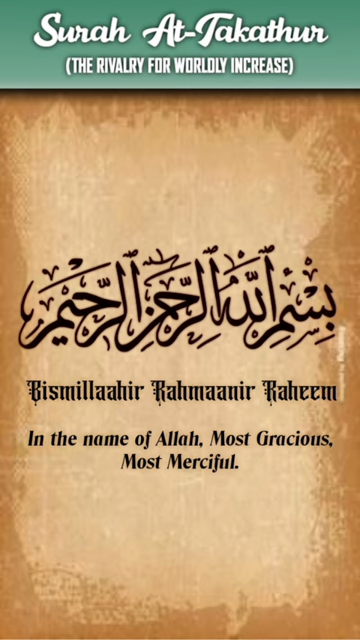 Surah At-Takathur
(THE RIVALRY FOR WORLDLY INCREASE)
بِسْمِ اللَّهِ الرَّحْمَٰنِ الرَّحِيمِ
Bismillaahir Rahmaanir Raheem
In the name of Allah, Most Gracious,
Most Merciful.